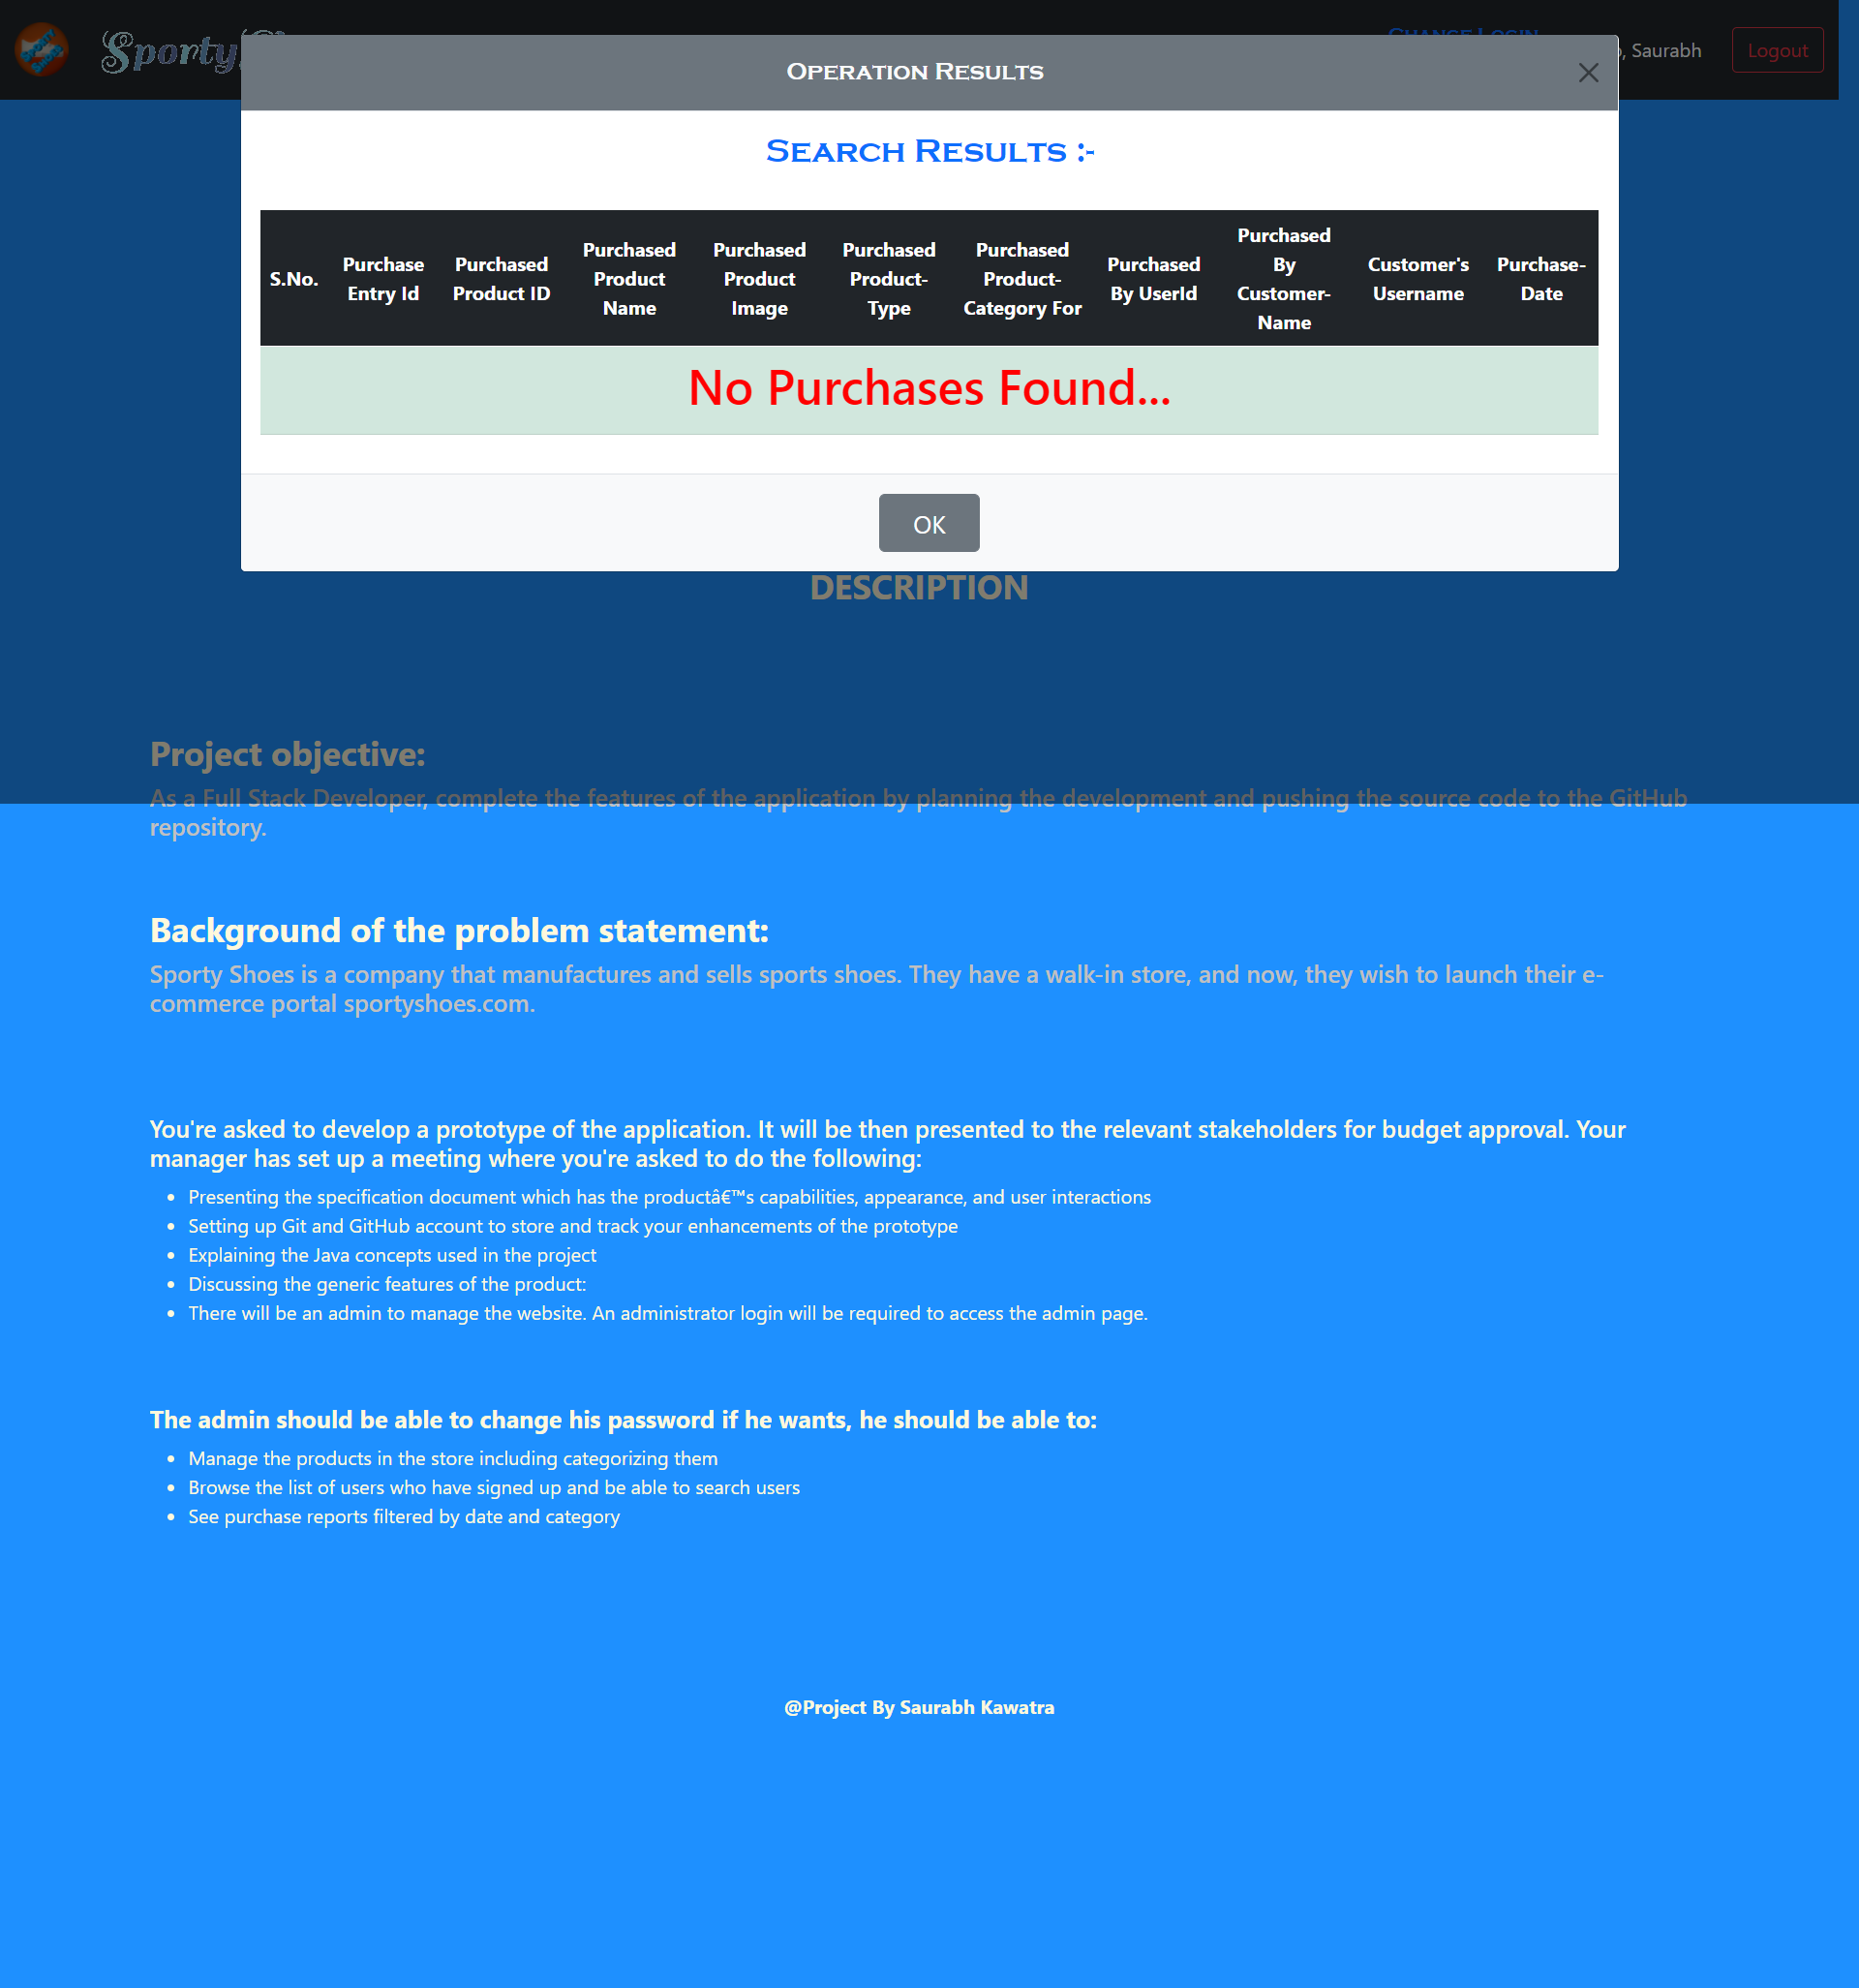 SPORTY SHOES
Sporty
CHANGE LOGIN
Saurabh
Logout
OPERATION RESULTS
SEARCH RESULTS :-
S.No.
Purchase
Entry Id
Purchased
Product ID
Purchased
Product
Name
Purchased
Product
Image
Purchased
Product-
Type
Purchased
Product-
Category For
Purchased
By UserId
Purchased
By
Customer-
Name
Customer's
Username
Purchase-
Date
No Purchases Found...
OK
DESCRIPTION
Project objective:
As a Full Stack Developer, complete the features of the application by planning the development and pushing the source code to the GitHub
repository.
Background of the problem statement:
Sporty Shoes is a company that manufactures and sells sports shoes. They have a walk-in store, and now, they wish to launch their e-
commerce portal sportyshoes.com.
You're asked to develop a prototype of the application. It will be then presented to the relevant stakeholders for budget approval. Your
manager has set up a meeting where you're asked to do the following:
• Presenting the specification document which has the productâ€™s capabilities, appearance, and user interactions
• Setting up Git and GitHub account to store and track your enhancements of the prototype
• Explaining the Java concepts used in the project
• Discussing the generic features of the product:
• There will be an admin to manage the website. An administrator login will be required to access the admin page.
The admin should be able to change his password if he wants, he should be able to:
• Manage the products in the store including categorizing them
• Browse the list of users who have signed up and be able to search users
• See purchase reports filtered by date and category
@Project By Saurabh Kawatra